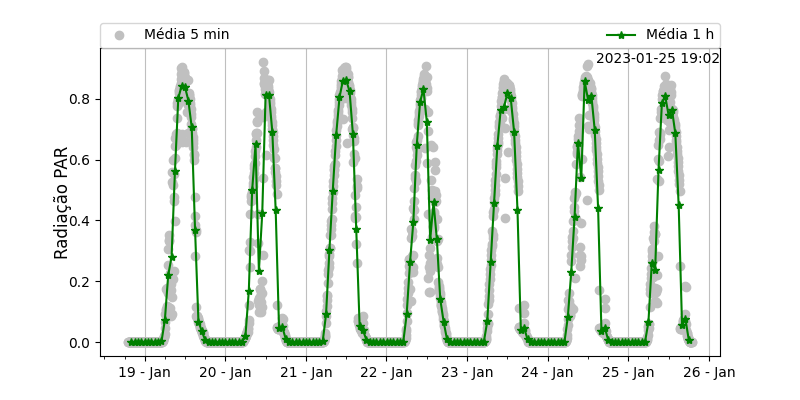 Média 5 min
Média 1 h
2023-01-25 19:02
Radiação PAR
0.8
0.6
0.4
0.2
0.0
19 - Jan
20 - Jan
21 - Jan
22 - Jan
23 - Jan
24 - Jan
25 - Jan
26 - Jan